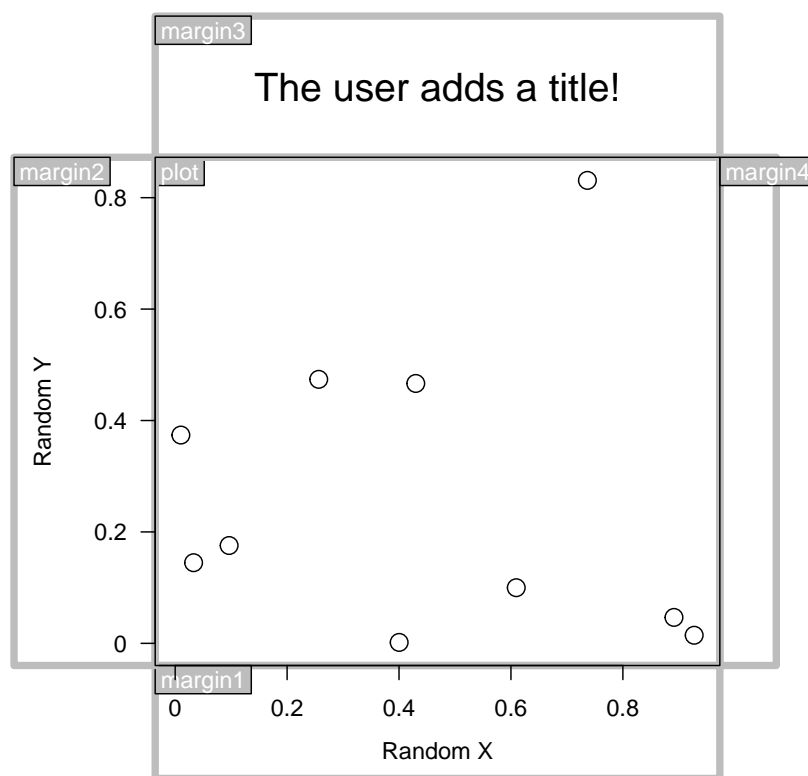 margin3
The user adds a title!
margin2
plot
margin4
0.8
0.6
0.4
0.2
0
Random Y
margin1
0 0.2 0.4 0.6 0.8
Random X